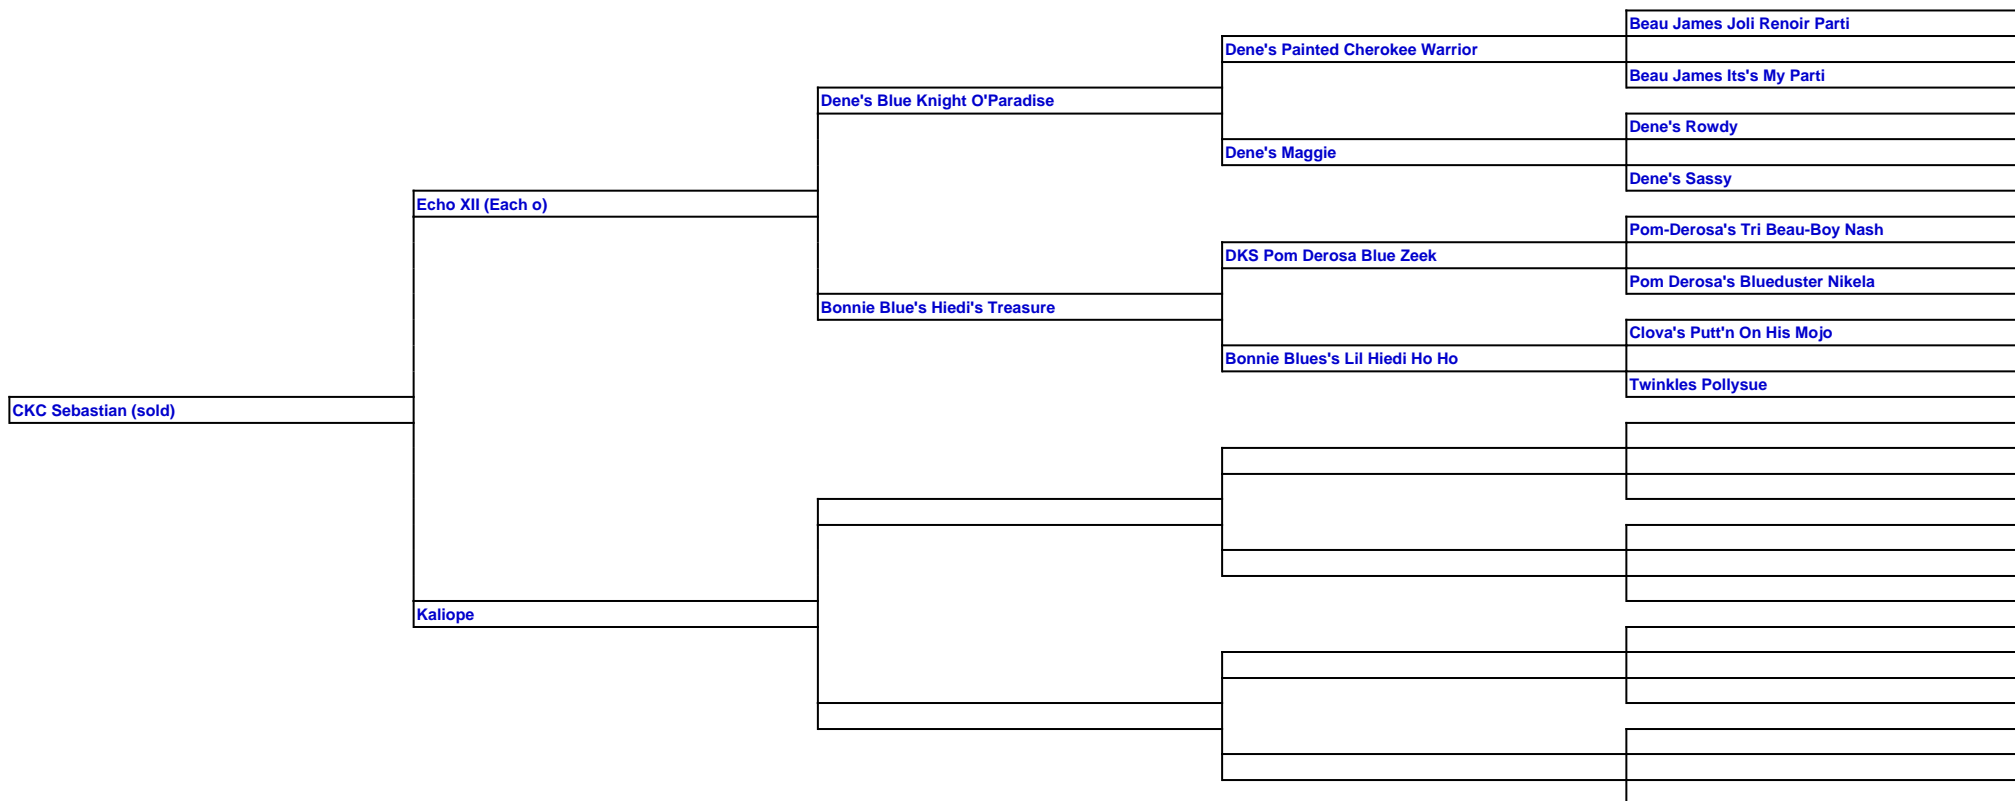 Beau James Joli Renoir Parti
Dene's Painted Cherokee Warrior
Beau James Its's My Parti
Dene's Blue Knight O'Paradise
Dene's Rowdy
Dene's Maggie
Dene's Sassy
Echo XII (Each o)
Pom-Derosa's Tri Beau-Boy Nash
DKS Pom Derosa Blue Zeek
Pom Derosa's Blueduster Nikela
Bonnie Blue's Hiedi's Treasure
Clova's Putt'n On His Mojo
Bonnie Blues's Lil Hiedi Ho Ho
Twinkles Pollysue
CKC Sebastian (sold)
Kaliope